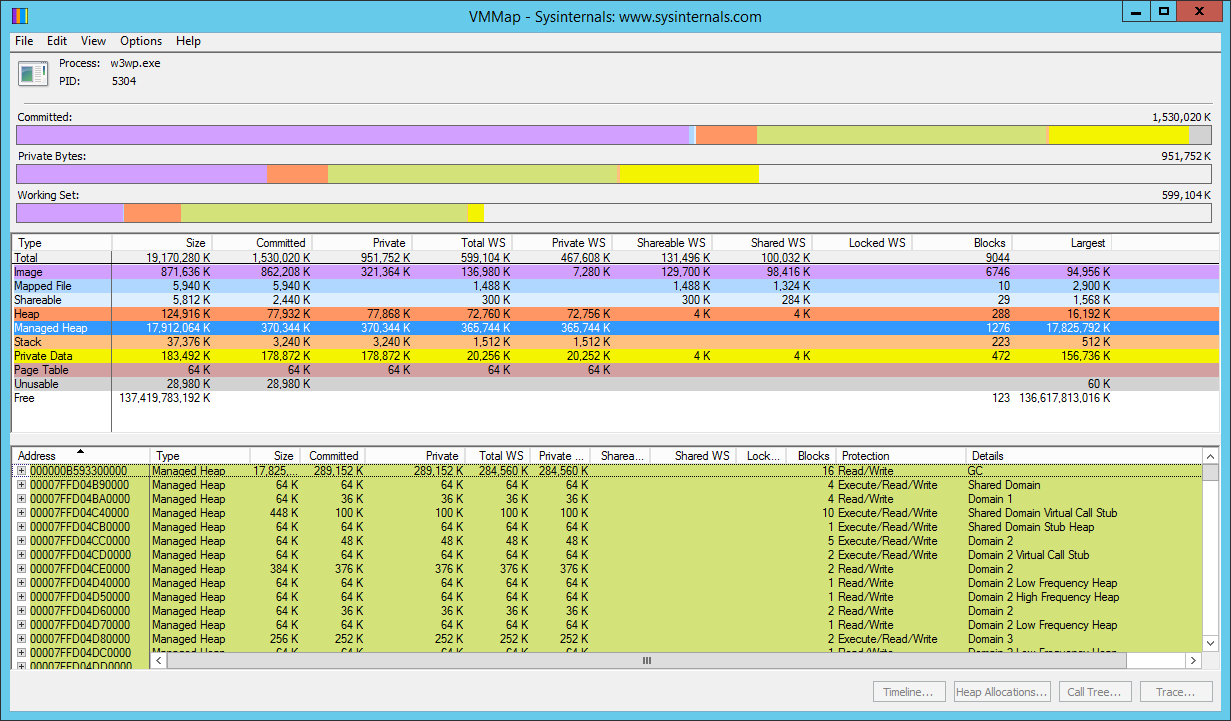 VMMap - Sysinternals: www.sysinternals.com
File Edit View Options Help
Process: w3wp.exe
PID: 5304
Committed: 1,530,020 K
Private Bytes: 951,752 K
Working Set: 599,104 K
Type Size Committed Private Total WS Private WS Shareable WS Shared WS Locked WS Blocks Largest
Total 19,170,280 K 1,530,020 K 951,752 K 599,104 K 467,608 K 131,496 K 100,032 K 9044
Image 871,636 K 862,208 K 321,364 K 136,980 K 7,280 K 129,700 K 98,416 K 6746 94,956 K
Mapped File 5,940 K 5,940 K 1,488 K 1,488 K 1,324 K 10 2,900 K
Shareable 5,812 K 2,440 K 300 K 300 K 284 K 29 1,568 K
Heap 124,916 K 77,932 K 77,868 K 72,760 K 72,756 K 4 K 4 K 288 16,192 K
Managed Heap 17,912,064 K 370,344 K 370,344 K 365,744 K 365,744 K 1276 17,825,792 K
Stack 37,376 K 3,240 K 3,240 K 1,512 K 1,512 K 223 512 K
Private Data 183,492 K 178,872 K 178,872 K 20,256 K 20,252 K 4 K 4 K 472 156,736 K
Page Table 64 K 64 K 64 K 64 K 64 K
Unusable 28,980 K 28,980 K 60 K
Free 137,419,783,192 K 123 136,617,813,016 K
Address Type Size Committed Private Total WS Private ... Sharea... Shared WS Lock... Blocks Protection Details
000000B593300000 Managed Heap 17,825,... 289,152 K 289,152 K 284,560 K 284,560 K 16 Read/Write GC
00007FFD04B90000 Managed Heap 64 K 64 K 64 K 64 K 64 K 4 Execute/Read/Write Shared Domain
00007FFD04BA0000 Managed Heap 64 K 36 K 36 K 36 K 36 K 4 Read/Write Domain 1
00007FFD04C40000 Managed Heap 448 K 100 K 100 K 100 K 100 K 10 Execute/Read/Write Shared Domain Virtual Call Stub
00007FFD04CB0000 Managed Heap 64 K 64 K 64 K 64 K 64 K 1 Execute/Read/Write Shared Domain Stub Heap
00007FFD04CC0000 Managed Heap 64 K 48 K 48 K 48 K 48 K 5 Execute/Read/Write Domain 2
00007FFD04CD0000 Managed Heap 64 K 64 K 64 K 64 K 64 K 2 Execute/Read/Write Domain 2 Virtual Call Stub
00007FFD04CE0000 Managed Heap 384 K 376 K 376 K 376 K 376 K 2 Read/Write Domain 2
00007FFD04D40000 Managed Heap 64 K 64 K 64 K 64 K 64 K 1 Read/Write Domain 2 Low Frequency Heap
00007FFD04D50000 Managed Heap 64 K 64 K 64 K 64 K 64 K 1 Read/Write Domain 2 High Frequency Heap
00007FFD04D60000 Managed Heap 64 K 36 K 36 K 36 K 36 K 2 Read/Write Domain 2
00007FFD04D70000 Managed Heap 64 K 64 K 64 K 64 K 64 K 1 Read/Write Domain 2 Low Frequency Heap
00007FFD04D80000 Managed Heap 256 K 252 K 252 K 252 K 252 K 2 Execute/Read/Write Domain 3
00007FFD04DC0000 Managed Heap 64 K 64 K 64 K 64 K 64 K 1 Read/Write Domain 3 Low Frequency Heap
00007FFD04DD0000
Timeline... Heap Allocations... Call Tree... Trace...